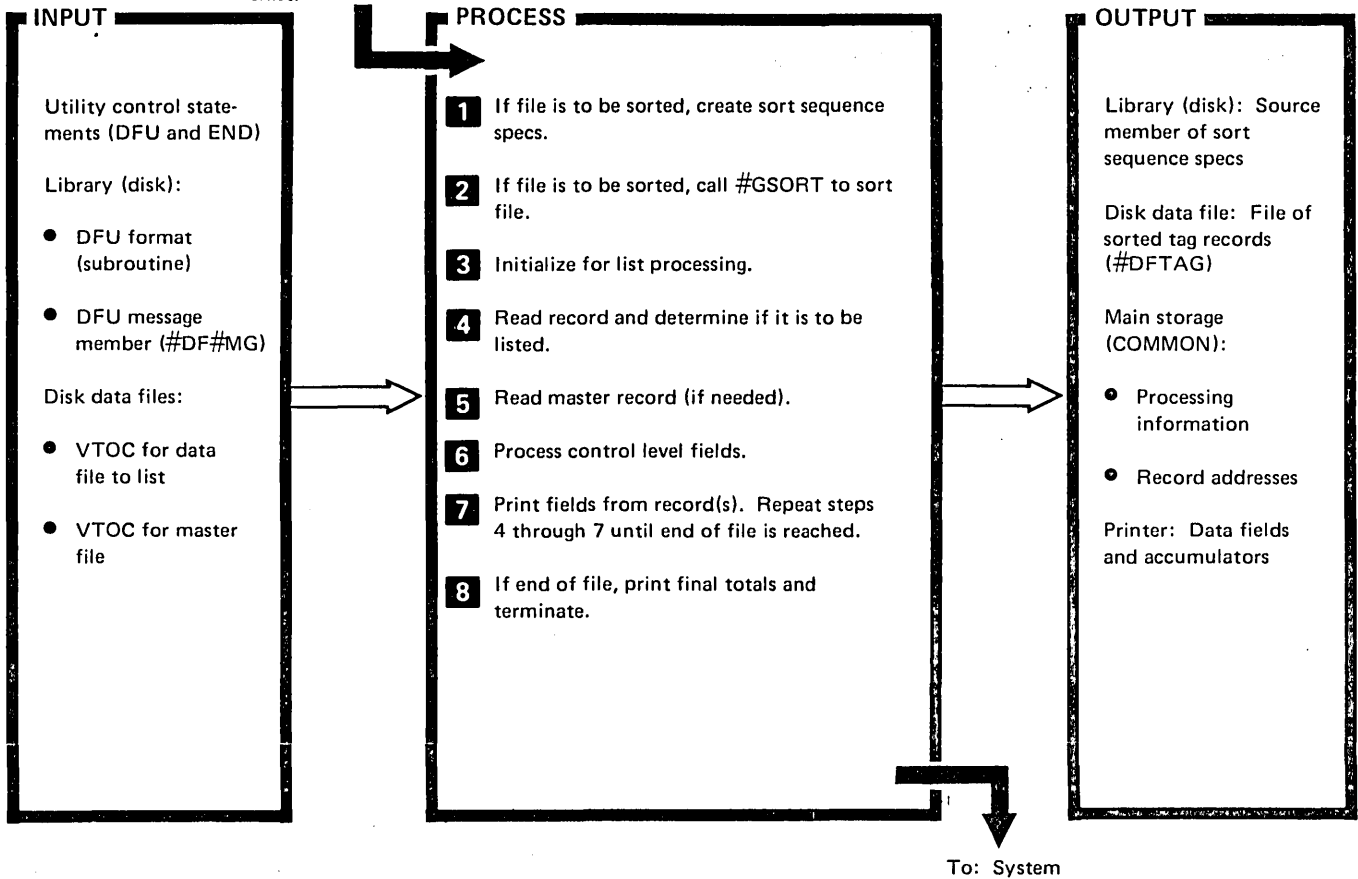 INPUT
Utility control state-
ments (DFU and END)
Library (disk):
● DFU format
(subroutine)
● DFU message
member (#DF#MG)
Disk data files:
● VTOC for data
file to list
● VTOC for master
file
PROCESS
1 If file is to be sorted, create sort sequence
specs.
2 If file is to be sorted, call #GSORT to sort
file.
3 Initialize for list processing.
4 Read record and determine if it is to be
listed.
5 Read master record (if needed).
6 Process control level fields.
7 Print fields from record(s). Repeat steps
4 through 7 until end of file is reached.
8 If end of file, print final totals and
terminate.
OUTPUT
Library (disk): Source
member of sort
sequence specs
Disk data file: File of
sorted tag records
(#DFTAG)
Main storage
(COMMON):
● Processing
information
● Record addresses
Printer: Data fields
and accumulators
To: System